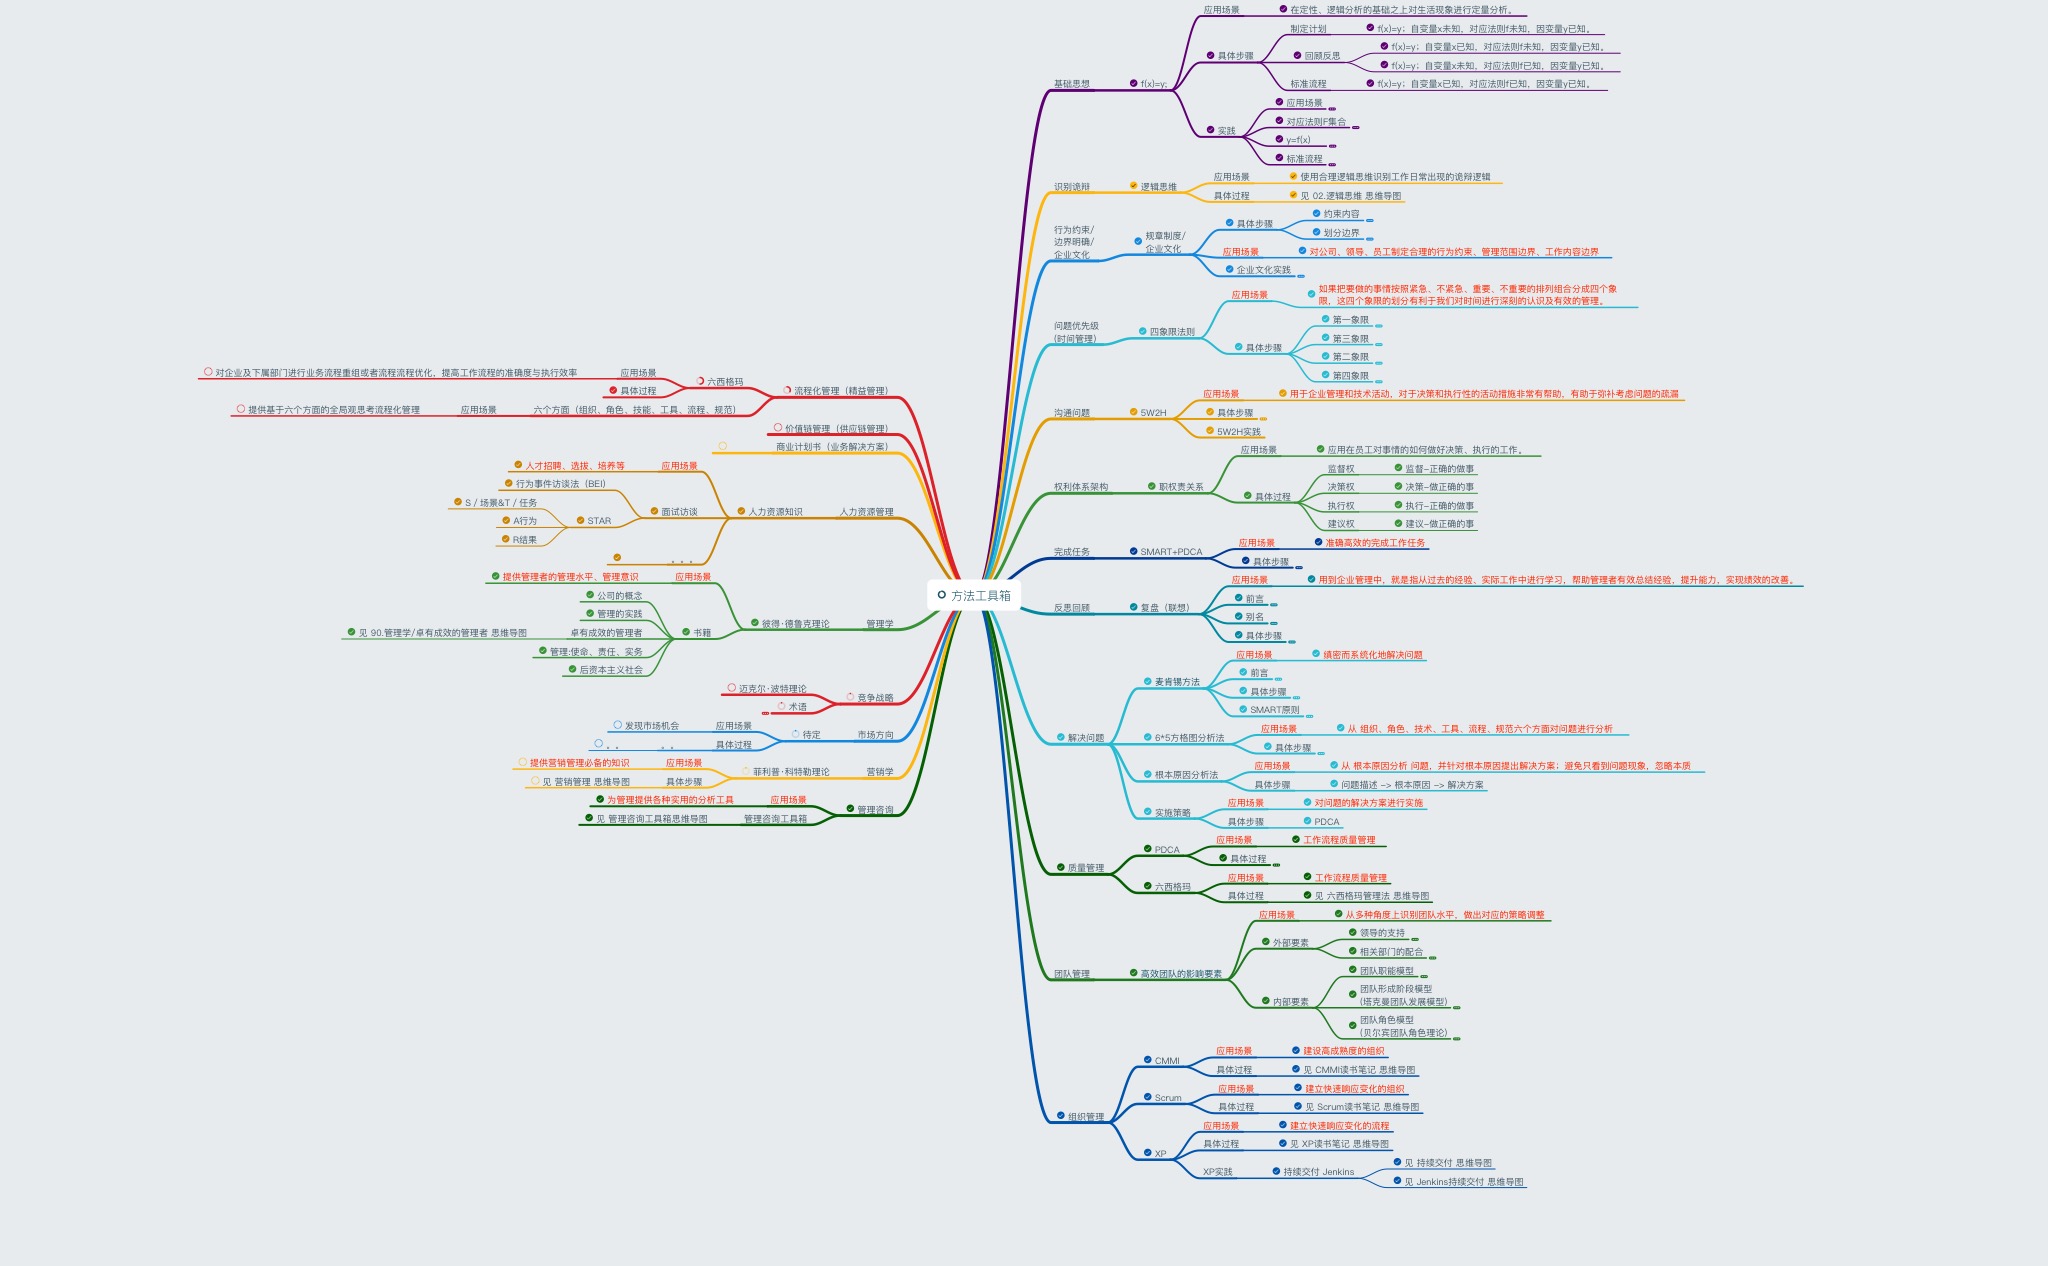 方法工具箱
基础思想
f(x)=y;
应用场景
在定性、逻辑分析的基础之上对生活现象进行定量分析。
具体步骤
制定计划
f(x)=y；自变量x未知，对应法则f未知，因变量y已知。
回顾反思
f(x)=y；自变量x已知，对应法则f未知，因变量y已知。
f(x)=y；自变量x未知，对应法则f已知，因变量y已知。
标准流程
f(x)=y；自变量x已知，对应法则f已知，因变量y已知。
实践
应用场景
对应法则F集合
y=f(x)
标准流程
识别诡辩
逻辑思维
应用场景
使用合理逻辑思维识别工作日常出现的诡辩逻辑
具体过程
见 02.逻辑思维 思维导图
行为约束/
边界明确/
企业文化
规章制度/
企业文化
具体步骤
约束内容
划分边界
应用场景
对公司、领导、员工制定合理的行为约束、管理范围边界、工作内容边界
企业文化实践
问题优先级
(时间管理)
四象限法则
应用场景
如果把要做的事情按照紧急、不紧急、重要、不重要的排列组合分成四个象
限，这四个象限的划分有利于我们对时间进行深刻的认识及有效的管理。
具体步骤
第一象限
第三象限
第二象限
第四象限
沟通问题
5W2H
应用场景
用于企业管理和技术活动，对于决策和执行性的活动措施非常有帮助，有助于弥补考虑问题的疏漏
具体步骤
5W2H实践
权利体系架构
职权责关系
应用场景
应用在员工对事情的如何做好决策、执行的工作。
具体过程
监督权
监督-正确的做事
决策权
决策-做正确的事
执行权
执行-正确的做事
建议权
建议-做正确的事
完成任务
SMART+PDCA
应用场景
准确高效的完成工作任务
具体步骤
反思回顾
复盘（联想）
应用场景
用到企业管理中，就是指从过去的经验、实际工作中进行学习，帮助管理者有效总结经验，提升能力，实现绩效的改善。
前言
别名
具体步骤
解决问题
麦肯锡方法
应用场景
缜密而系统化地解决问题
前言
具体步骤
SMART原则
6*5方格图分析法
应用场景
从 组织、角色、技术、工具、流程、规范六个方面对问题进行分析
具体步骤
根本原因分析法
应用场景
从 根本原因分析 问题，并针对根本原因提出解决方案；避免只看到问题现象，忽略本质
具体步骤
问题描述 -> 根本原因 -> 解决方案
实施策略
应用场景
对问题的解决方案进行实施
具体步骤
PDCA
质量管理
PDCA
应用场景
工作流程质量管理
具体过程
六西格玛
应用场景
工作流程质量管理
具体过程
见 六西格玛管理法 思维导图
团队管理
高效团队的影响要素
应用场景
从多种角度上识别团队水平，做出对应的策略调整
外部要素
领导的支持
相关部门的配合
内部要素
团队职能模型
团队形成阶段模型
(塔克曼团队发展模型)
团队角色模型
(贝尔宾团队角色理论)
组织管理
CMMI
应用场景
建设高成熟度的组织
具体过程
见 CMMI读书笔记 思维导图
Scrum
应用场景
建立快速响应变化的组织
具体过程
见 Scrum读书笔记 思维导图
XP
应用场景
建立快速响应变化的流程
具体过程
见 XP读书笔记 思维导图
XP实践
持续交付 Jenkins
见 持续交付 思维导图
见 Jenkins持续交付 思维导图
流程化管理（精益管理）
六西格玛
应用场景
对企业及下属部门进行业务流程重组或者流程流程优化，提高工作流程的准确度与执行效率
具体过程
六个方面（组织、角色、技能、工具、流程、规范）
应用场景
提供基于六个方面的全局观思考流程化管理
价值链管理（供应链管理）
商业计划书（业务解决方案）
人力资源管理
人力资源知识
应用场景
人才招聘、选拔、培养等
面试访谈
行为事件访谈法（BEI）
STAR
S / 场景&T / 任务
A行为
R结果
。。。
管理学
彼得·德鲁克理论
应用场景
提供管理者的管理水平、管理意识
书籍
公司的概念
管理的实践
卓有成效的管理者
见 90.管理学/卓有成效的管理者 思维导图
管理:使命、责任、实务
后资本主义社会
竞争战略
迈克尔·波特理论
术语
市场方向
待定
应用场景
发现市场机会
具体过程
。。
。。
营销学
菲利普·科特勒理论
应用场景
提供营销管理必备的知识
具体步骤
见 营销管理 思维导图
管理咨询
应用场景
为管理提供各种实用的分析工具
管理咨询工具箱
见 管理咨询工具箱思维导图